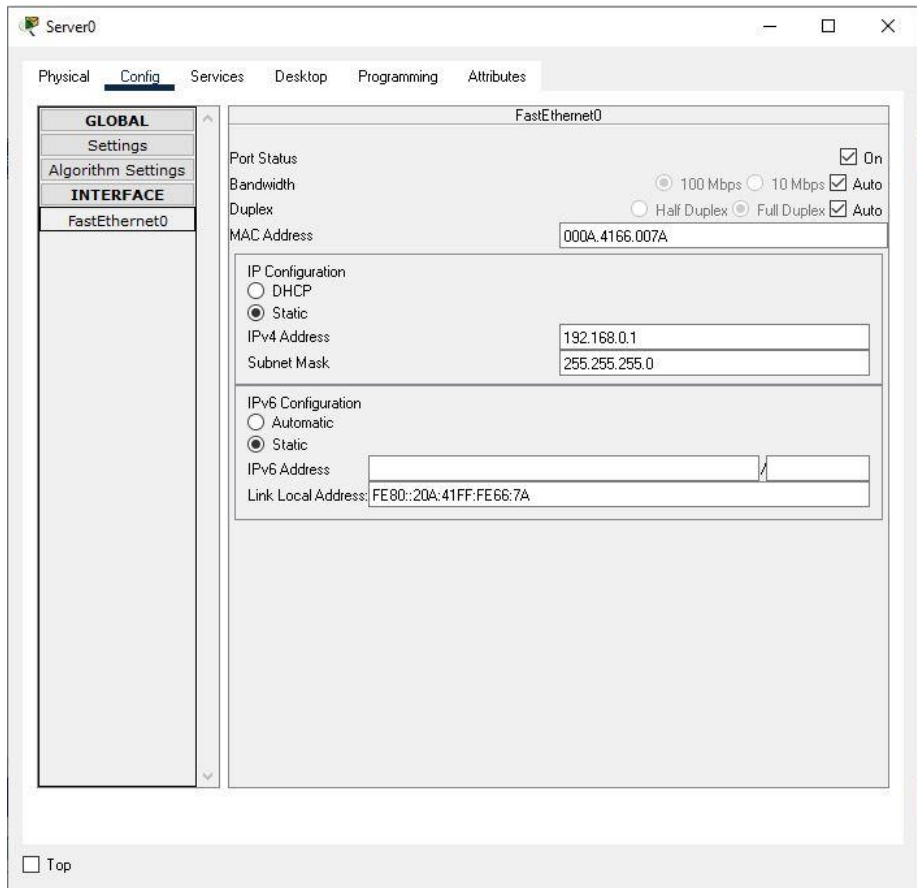 Server0
Physical Config Services Desktop Programming Attributes
GLOBAL
Settings
Algorithm Settings
INTERFACE
FastEthernet0
FastEthernet0
Port Status On
Bandwidth 100 Mbps 10 Mbps Auto
Duplex Half Duplex Full Duplex Auto
MAC Address 000A.4166.007A
IP Configuration
DHCP
Static
IPv4 Address 192.168.0.1
Subnet Mask 255.255.255.0
IPv6 Configuration
Automatic
Static
IPv6 Address /
Link Local Address: FE80::20A:41FF:FE66:7A
Top